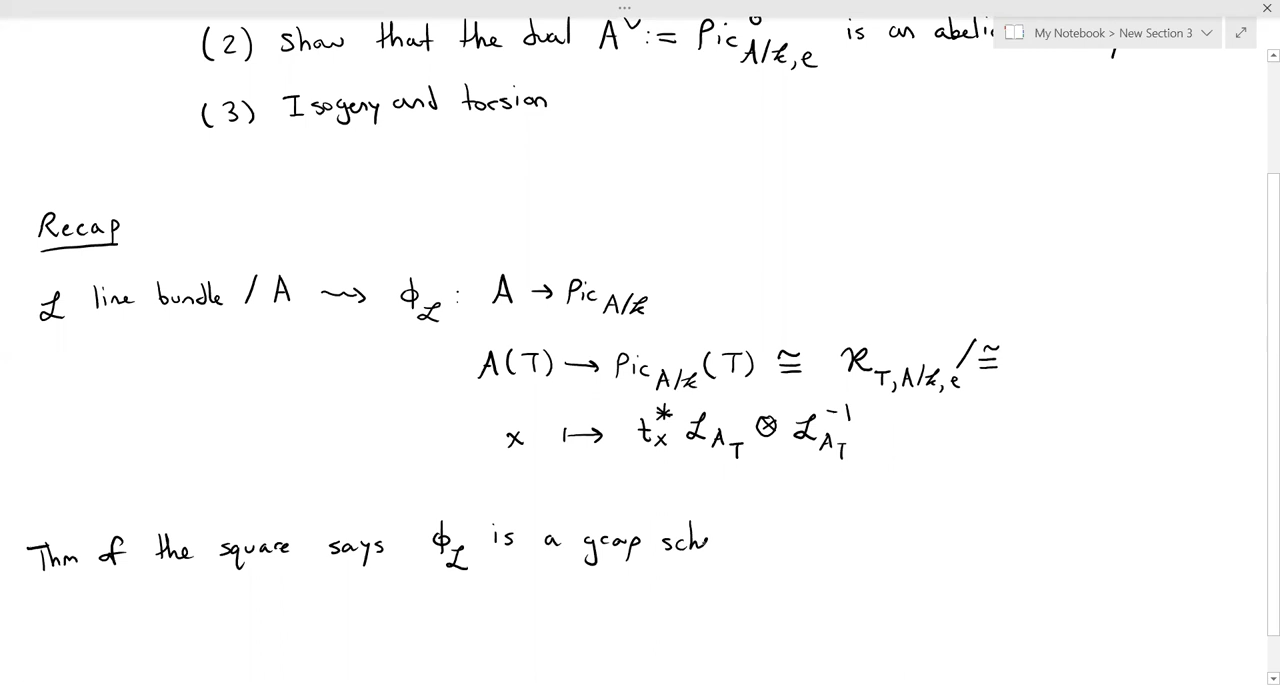 (2) Show that the dual A^∨ := Pic^0_{A/k,e} is an abeli
My Notebook > New Section 3
(3) Isogeny and torsion
Recap
ℒ line bundle / A ⇝ ϕ_ℒ : A → Pic_{A/k}
A(T) → Pic_{A/k}(T) ≅ R_{T,A/k,e}/≅
x ↦ t_x^* ℒ_{A_T} ⊗ ℒ_{A_T}^{-1}
Thm of the square says ϕ_ℒ is a group sch